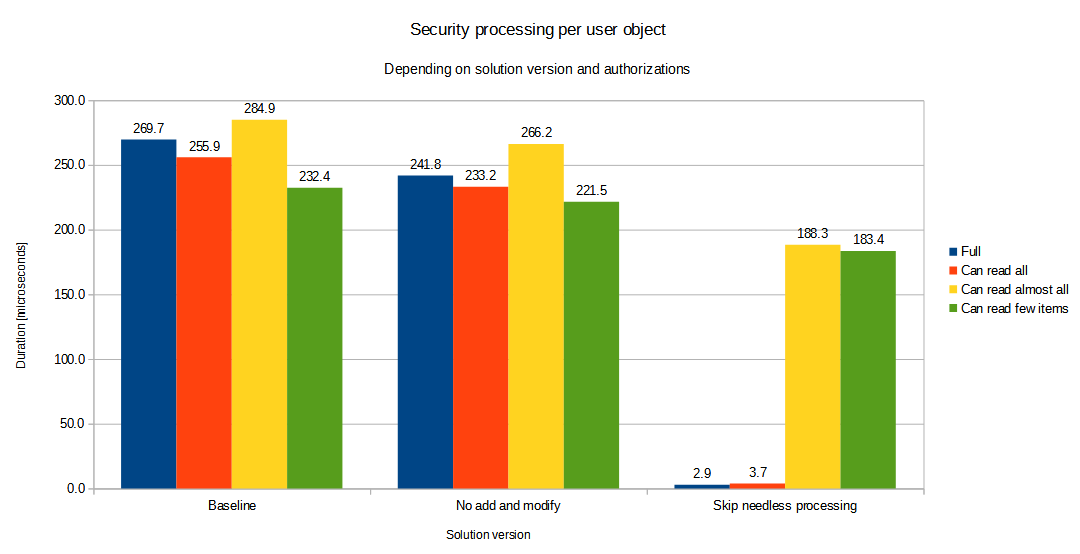 Security processing per user object
Depending on solution version and authorizations
300.0
250.0
200.0
150.0
100.0
50.0
0.0
Duration [microseconds]
269.7
255.9
284.9
232.4
241.8
233.2
266.2
221.5
2.9
3.7
188.3
183.4
Baseline
No add and modify
Skip needless processing
Solution version
Full
Can read all
Can read almost all
Can read few items